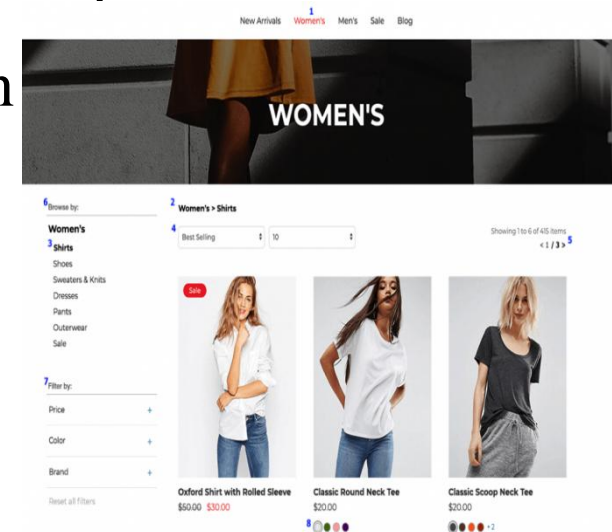 n
1
New Arrivals Women's Men's Sale Blog
WOMEN'S
6 Browse by:
Women's
3 Shirts
Shoes
Sweaters & Knits
Dresses
Pants
Outerwear
Sale
7 Filter by:
Price +
Color +
Brand +
Reset all filters
2 Women's > Shirts
4 Best Selling 10
Showing 1 to 6 of 415 items
< 1 / 3 > 5
Sale
Oxford Shirt with Rolled Sleeve
$50.00 $30.00
Classic Round Neck Tee
$20.00
8
Classic Scoop Neck Tee
$20.00
+2